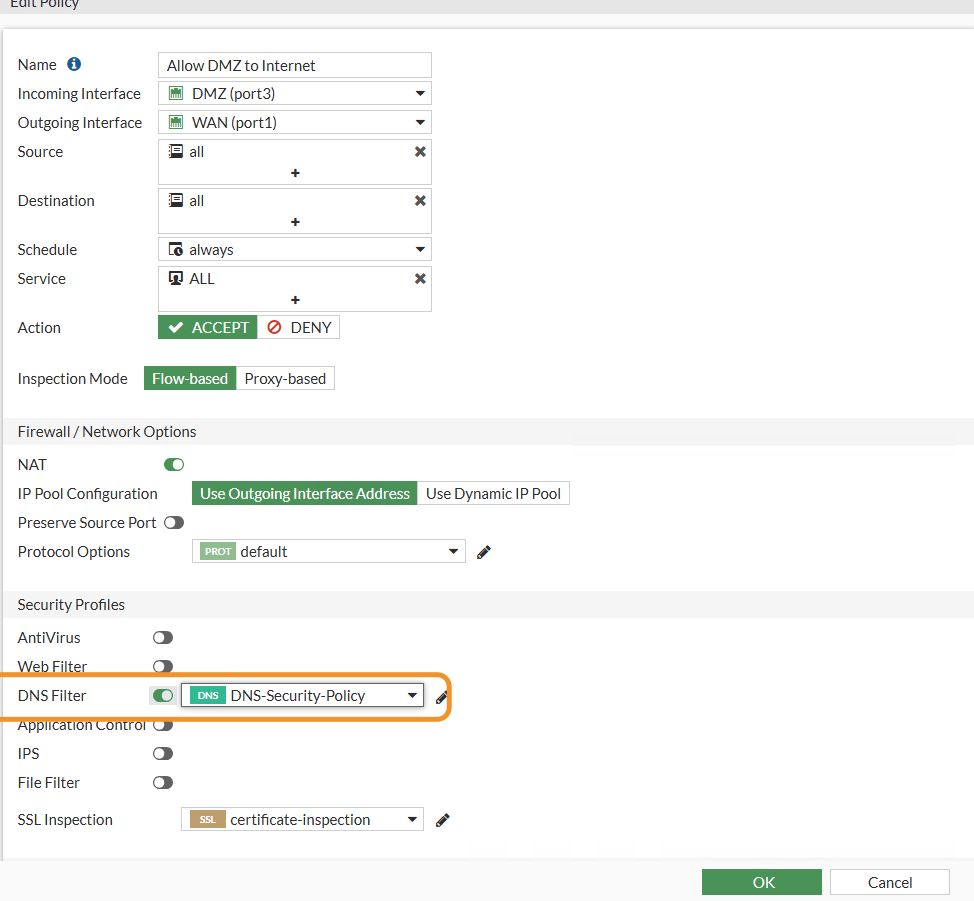 Edit Policy
Name
Allow DMZ to Internet
Incoming Interface
DMZ (port3)
Outgoing Interface
WAN (port1)
Source
all
+
Destination
all
+
Schedule
always
Service
ALL
+
Action
ACCEPT
DENY
Inspection Mode
Flow-based
Proxy-based
Firewall / Network Options
NAT
IP Pool Configuration
Use Outgoing Interface Address
Use Dynamic IP Pool
Preserve Source Port
Protocol Options
PROT default
Security Profiles
AntiVirus
Web Filter
DNS Filter
DNS DNS-Security-Policy
Application Control
IPS
File Filter
SSL Inspection
SSL certificate-inspection
OK
Cancel